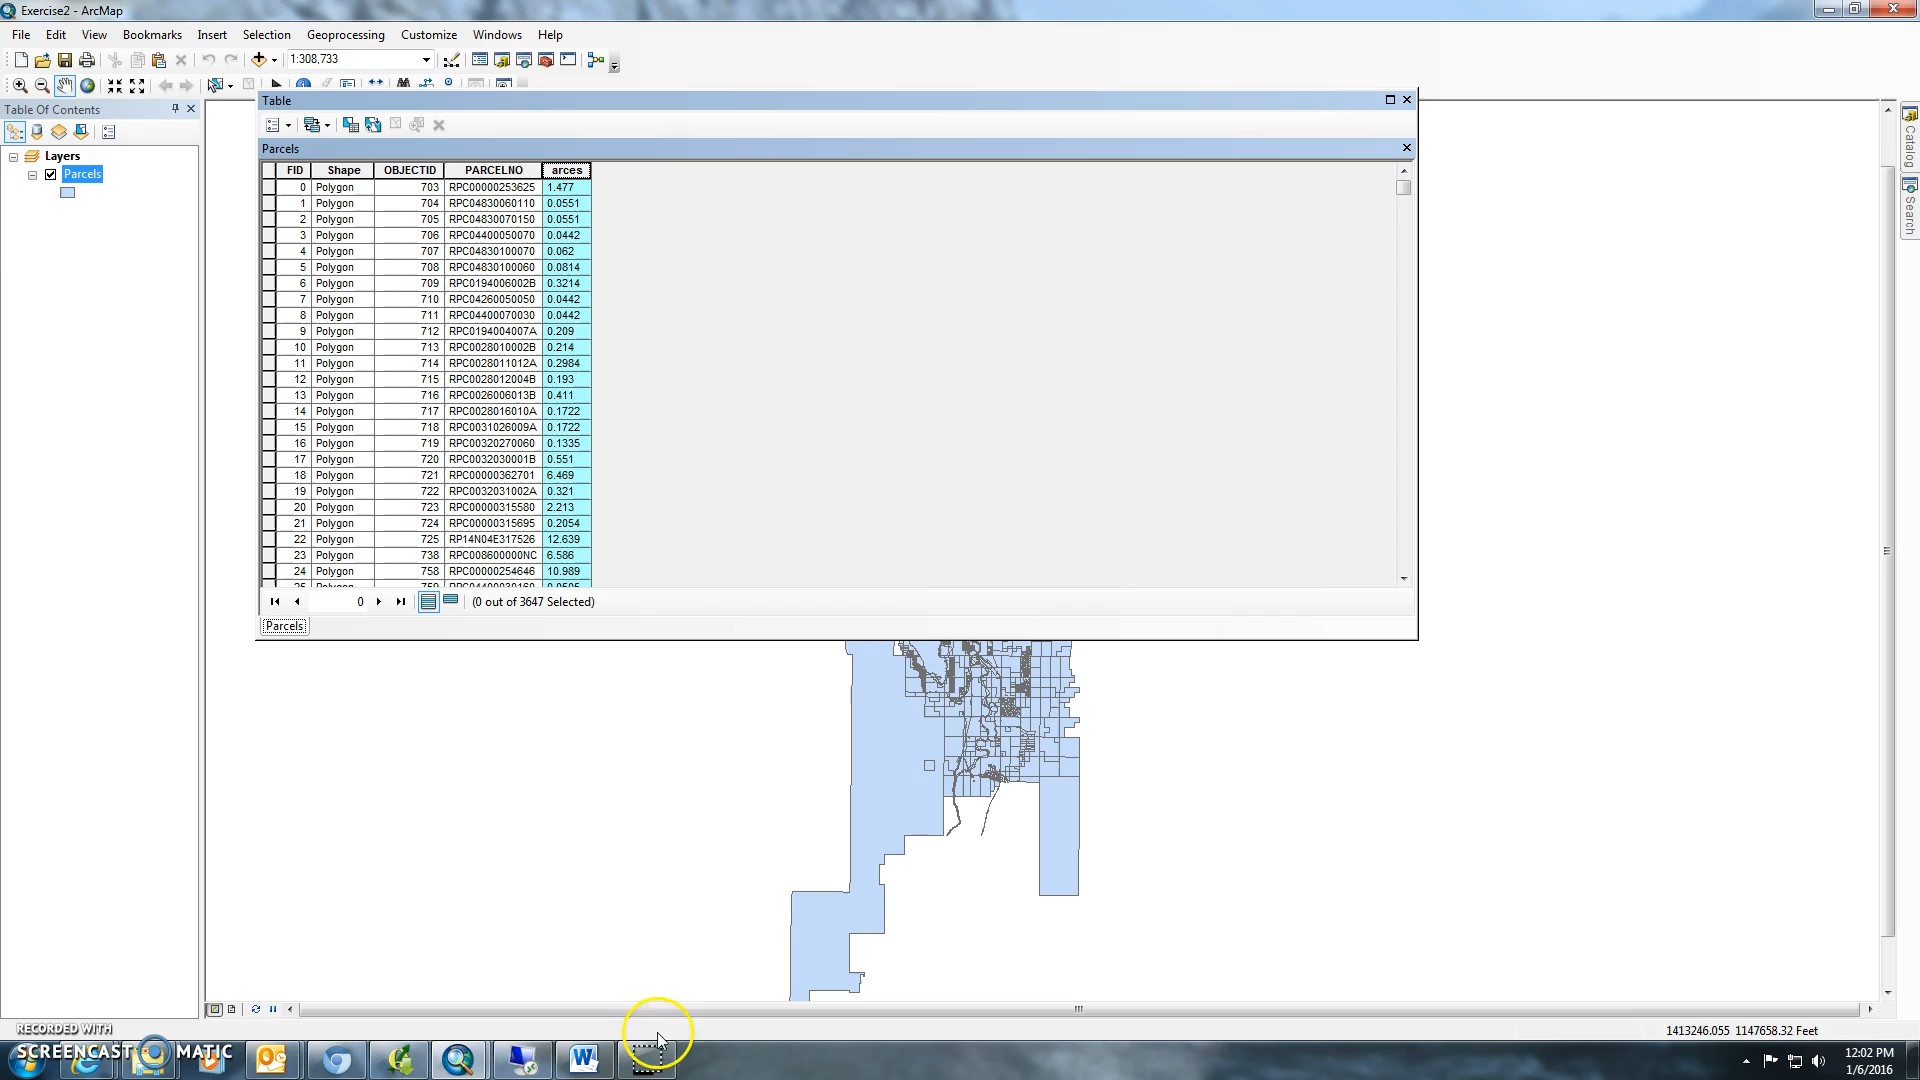 Exercise2 - ArcMap
File Edit View Bookmarks Insert Selection Geoprocessing Customize Windows Help
1:308,733
Table Of Contents
Layers
Parcels
Table
Parcels
FID Shape OBJECTID PARCELNO arces
0 Polygon 703 RPC00000253625 1.477
1 Polygon 704 RPC04830060110 0.0551
2 Polygon 705 RPC04830070150 0.0551
3 Polygon 706 RPC04400050070 0.0442
4 Polygon 707 RPC04830100070 0.062
5 Polygon 708 RPC04830100060 0.0814
6 Polygon 709 RPC0194006002B 0.3214
7 Polygon 710 RPC04260050050 0.0442
8 Polygon 711 RPC04400070030 0.0442
9 Polygon 712 RPC0194004007A 0.209
10 Polygon 713 RPC0028010002B 0.214
11 Polygon 714 RPC0028011012A 0.2984
12 Polygon 715 RPC0028012004B 0.193
13 Polygon 716 RPC0026006013B 0.411
14 Polygon 717 RPC0028016010A 0.1722
15 Polygon 718 RPC0031026009A 0.1722
16 Polygon 719 RPC00320270060 0.1335
17 Polygon 720 RPC0032030001B 0.551
18 Polygon 721 RPC00000362701 6.469
19 Polygon 722 RPC0032031002A 0.321
20 Polygon 723 RPC00000315580 2.213
21 Polygon 724 RPC00000315695 0.2054
22 Polygon 725 RP14N04E317526 12.639
23 Polygon 738 RPC008600000NC 6.586
24 Polygon 758 RPC00000254646 10.989
0 (0 out of 3647 Selected)
Parcels
Catalog
Search
1413246.055 1147658.32 Feet
RECORDED WITH
SCREENCAST MATIC
12:02 PM
1/6/2016